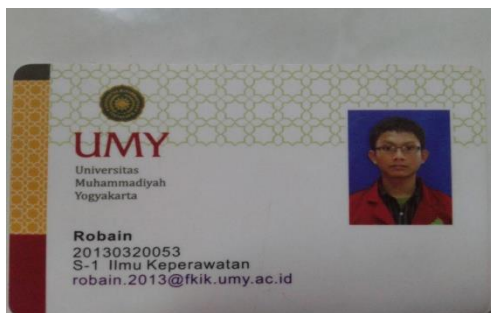 UMY
Universitas
Muhammadiyah
Yogyakarta
Robain
20130320053
S-1 Ilmu Keperawatan
robain.2013@fkik.umy.ac.id